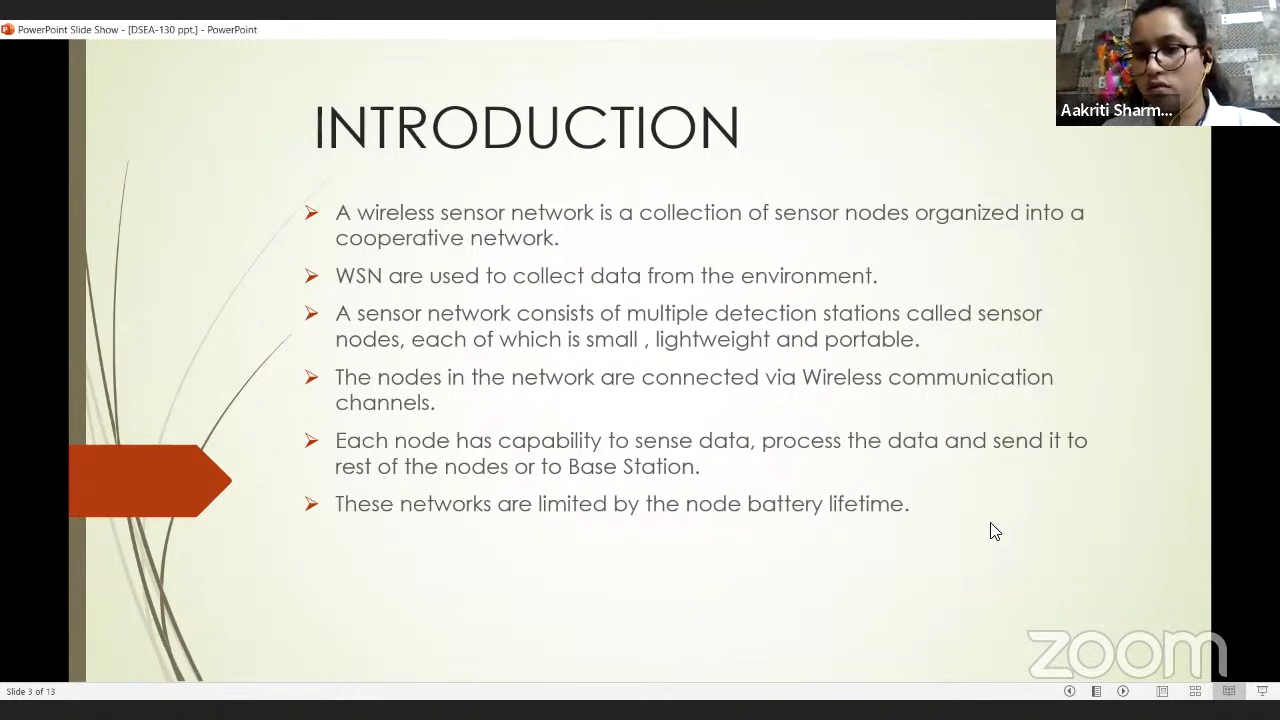 PowerPoint Slide Show - [DSEA-130 ppt.] - PowerPoint
Aakriti Sharm...
INTRODUCTION
A wireless sensor network is a collection of sensor nodes organized into a
cooperative network.
WSN are used to collect data from the environment.
A sensor network consists of multiple detection stations called sensor
nodes, each of which is small , lightweight and portable.
The nodes in the network are connected via Wireless communication
channels.
Each node has capability to sense data, process the data and send it to
rest of the nodes or to Base Station.
These networks are limited by the node battery lifetime.
zoom
Slide 3 of 13